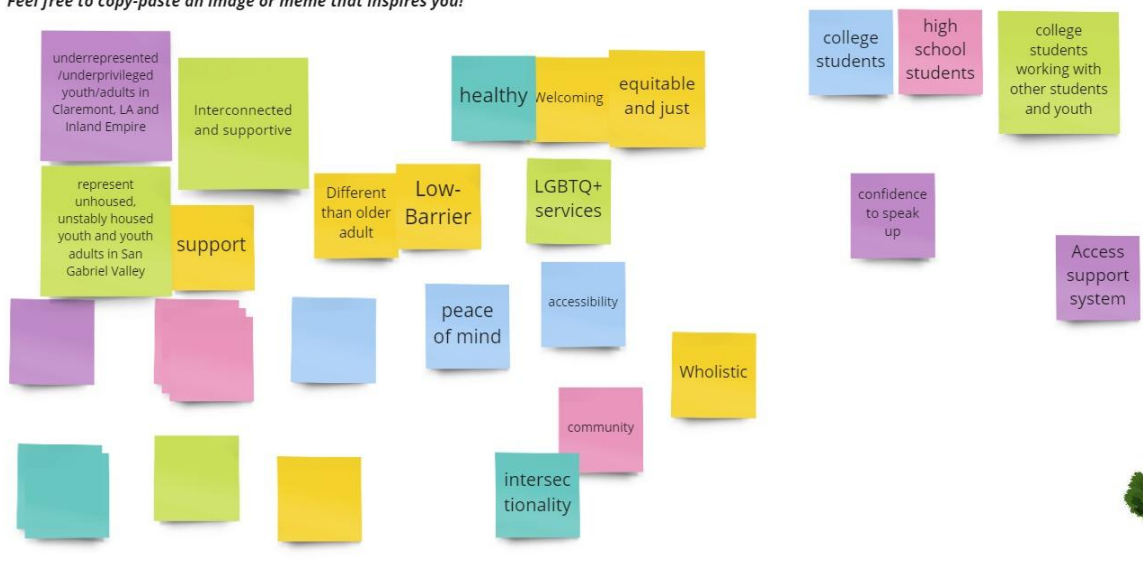 Feel free to copy-paste an image or meme that inspires you!
underrepresented
/underprivileged
youth/adults in
Claremont, LA and
Inland Empire
Interconnected
and supportive
healthy
Welcoming
equitable
and just
college
students
high
school
students
college
students
working with
other students
and youth
represent
unhoused,
unstably housed
youth and youth
adults in San
Gabriel Valley
support
Different
than older
adult
Low-
Barrier
LGBTQ+
services
confidence
to speak
up
Access
support
system
peace
of mind
accessibility
Wholistic
community
intersec
tionality